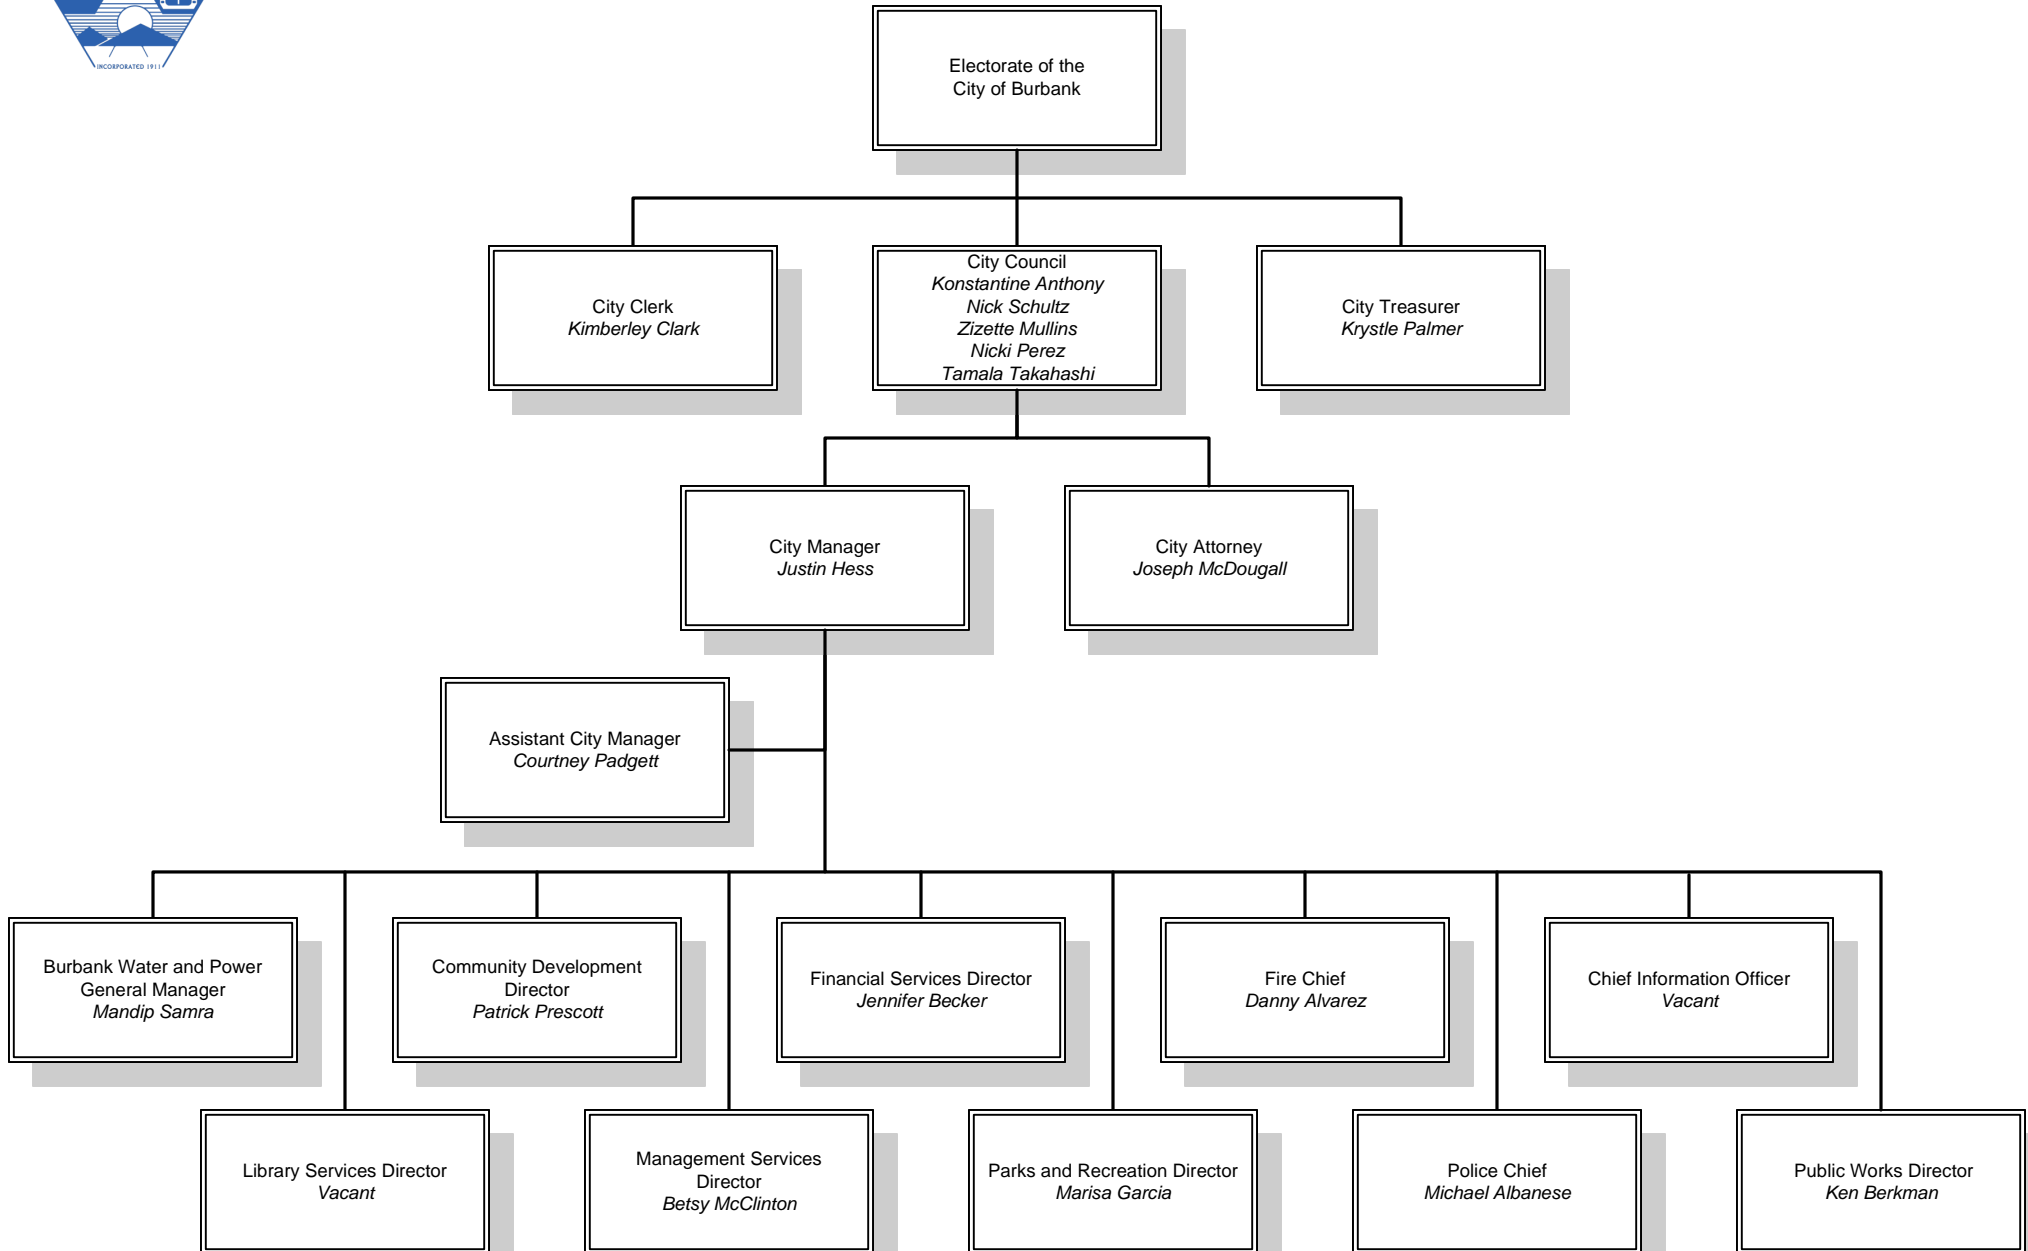 INCORPORATED 1911
Electorate of the
City of Burbank
City Clerk
Kimberley Clark
City Council
Konstantine Anthony
Nick Schultz
Zizette Mullins
Nicki Perez
Tamala Takahashi
City Treasurer
Krystle Palmer
City Manager
Justin Hess
City Attorney
Joseph McDougall
Assistant City Manager
Courtney Padgett
Burbank Water and Power
General Manager
Mandip Samra
Community Development
Director
Patrick Prescott
Financial Services Director
Jennifer Becker
Fire Chief
Danny Alvarez
Chief Information Officer
Vacant
Library Services Director
Vacant
Management Services
Director
Betsy McClinton
Parks and Recreation Director
Marisa Garcia
Police Chief
Michael Albanese
Public Works Director
Ken Berkman